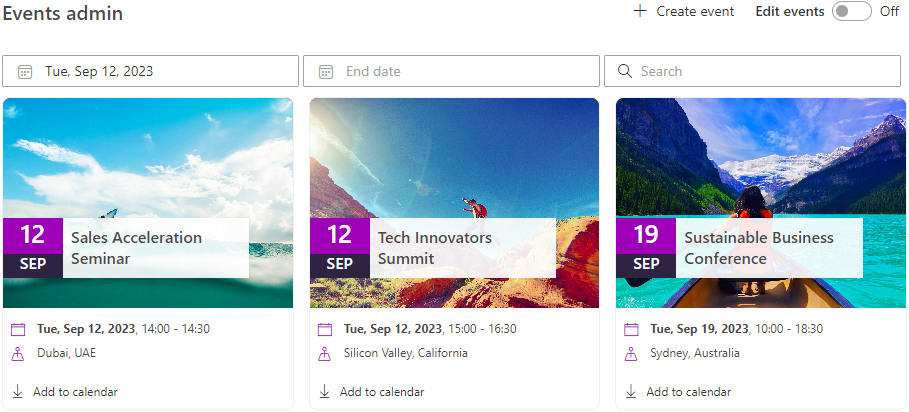 Events admin
Create event
Edit events
Off
Tue, Sep 12, 2023
End date
Search
12
SEP
Sales Acceleration
Seminar
12
SEP
Tech Innovators
Summit
19
SEP
Sustainable Business
Conference
Tue, Sep 12, 2023, 14:00 - 14:30
Dubai, UAE
Add to calendar
Tue, Sep 12, 2023, 15:00 - 16:30
Silicon Valley, California
Add to calendar
Tue, Sep 19, 2023, 10:00 - 18:30
Sydney, Australia
Add to calendar